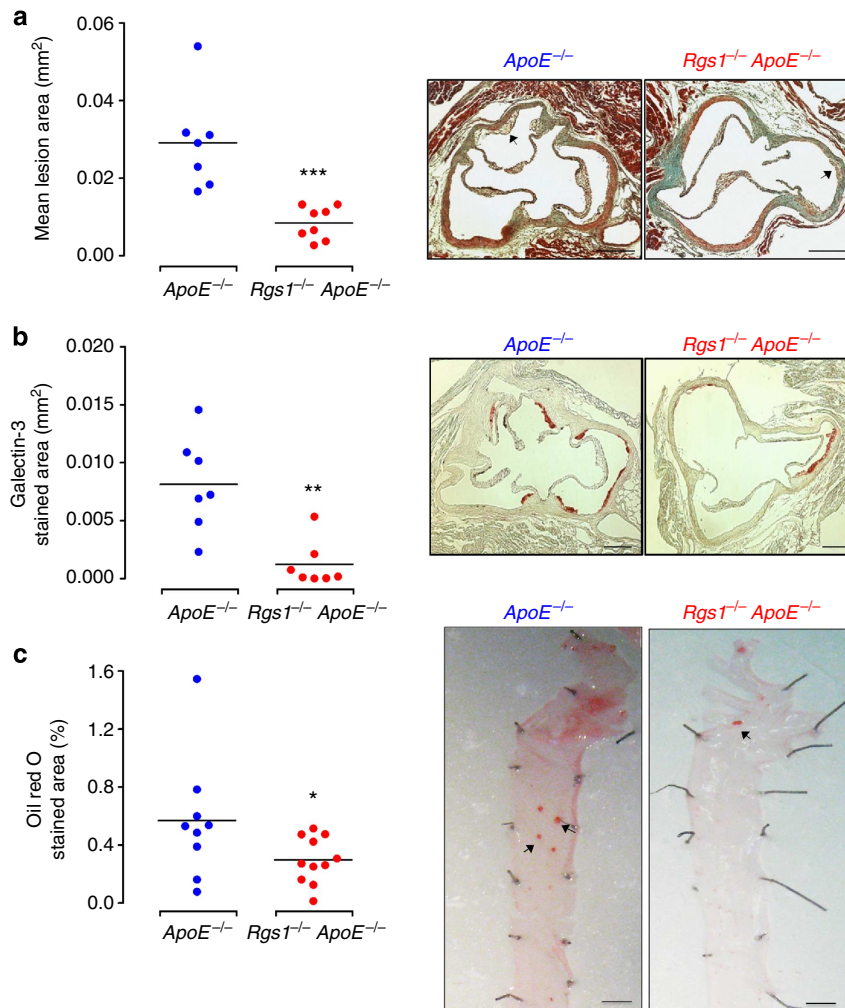 a
Mean lesion area (mm²)
0.06
0.04
0.02
0.00
***
ApoE⁻/⁻
Rgs1⁻/⁻ ApoE⁻/⁻
ApoE⁻/⁻
Rgs1⁻/⁻ ApoE⁻/⁻
b
Galectin-3
stained area (mm²)
0.020
0.015
0.010
0.005
0.000
**
ApoE⁻/⁻
Rgs1⁻/⁻ ApoE⁻/⁻
ApoE⁻/⁻
Rgs1⁻/⁻ ApoE⁻/⁻
c
Oil red O
stained area (%)
1.6
1.2
0.8
0.4
0.0
*
ApoE⁻/⁻
Rgs1⁻/⁻ ApoE⁻/⁻
ApoE⁻/⁻
Rgs1⁻/⁻ ApoE⁻/⁻